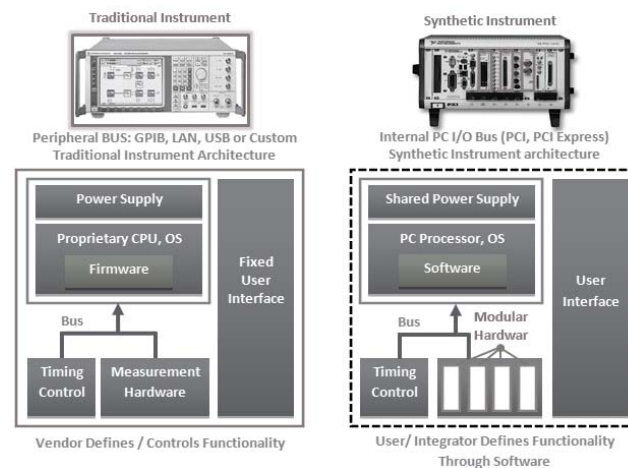 Traditional Instrument
Peripheral BUS: GPIB, LAN, USB or Custom
Traditional Instrument Architecture
Power Supply
Proprietary CPU, OS
Firmware
Fixed
User
Interface
Bus
Timing
Control
Measurement
Hardware
Vendor Defines / Controls Functionality
Synthetic Instrument
Internal PC I/O Bus (PCI, PCI Express)
Synthetic Instrument architecture
Shared Power Supply
PC Processor, OS
Software
User
Interface
Bus
Modular
Hardwar
Timing
Control
User/ Integrator Defines Functionality
Through Software